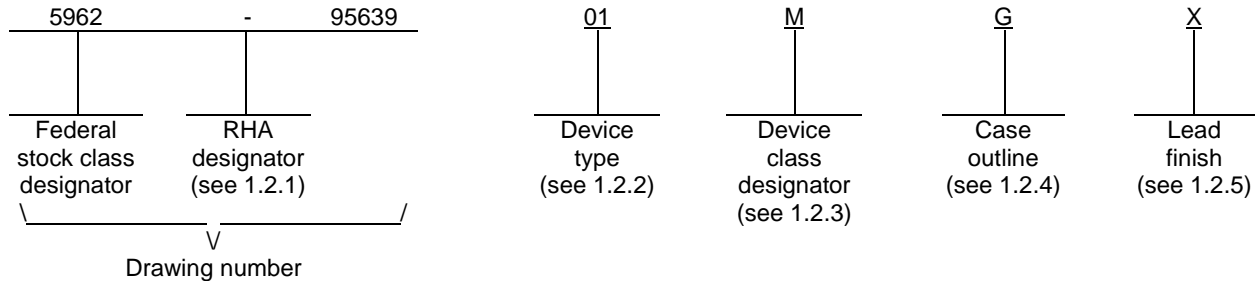 5962 - 95639 01 M G X
Federal stock class designator
RHA designator (see 1.2.1)
Device type (see 1.2.2)
Device class designator (see 1.2.3)
Case outline (see 1.2.4)
Lead finish (see 1.2.5)
\ /
\/
Drawing number